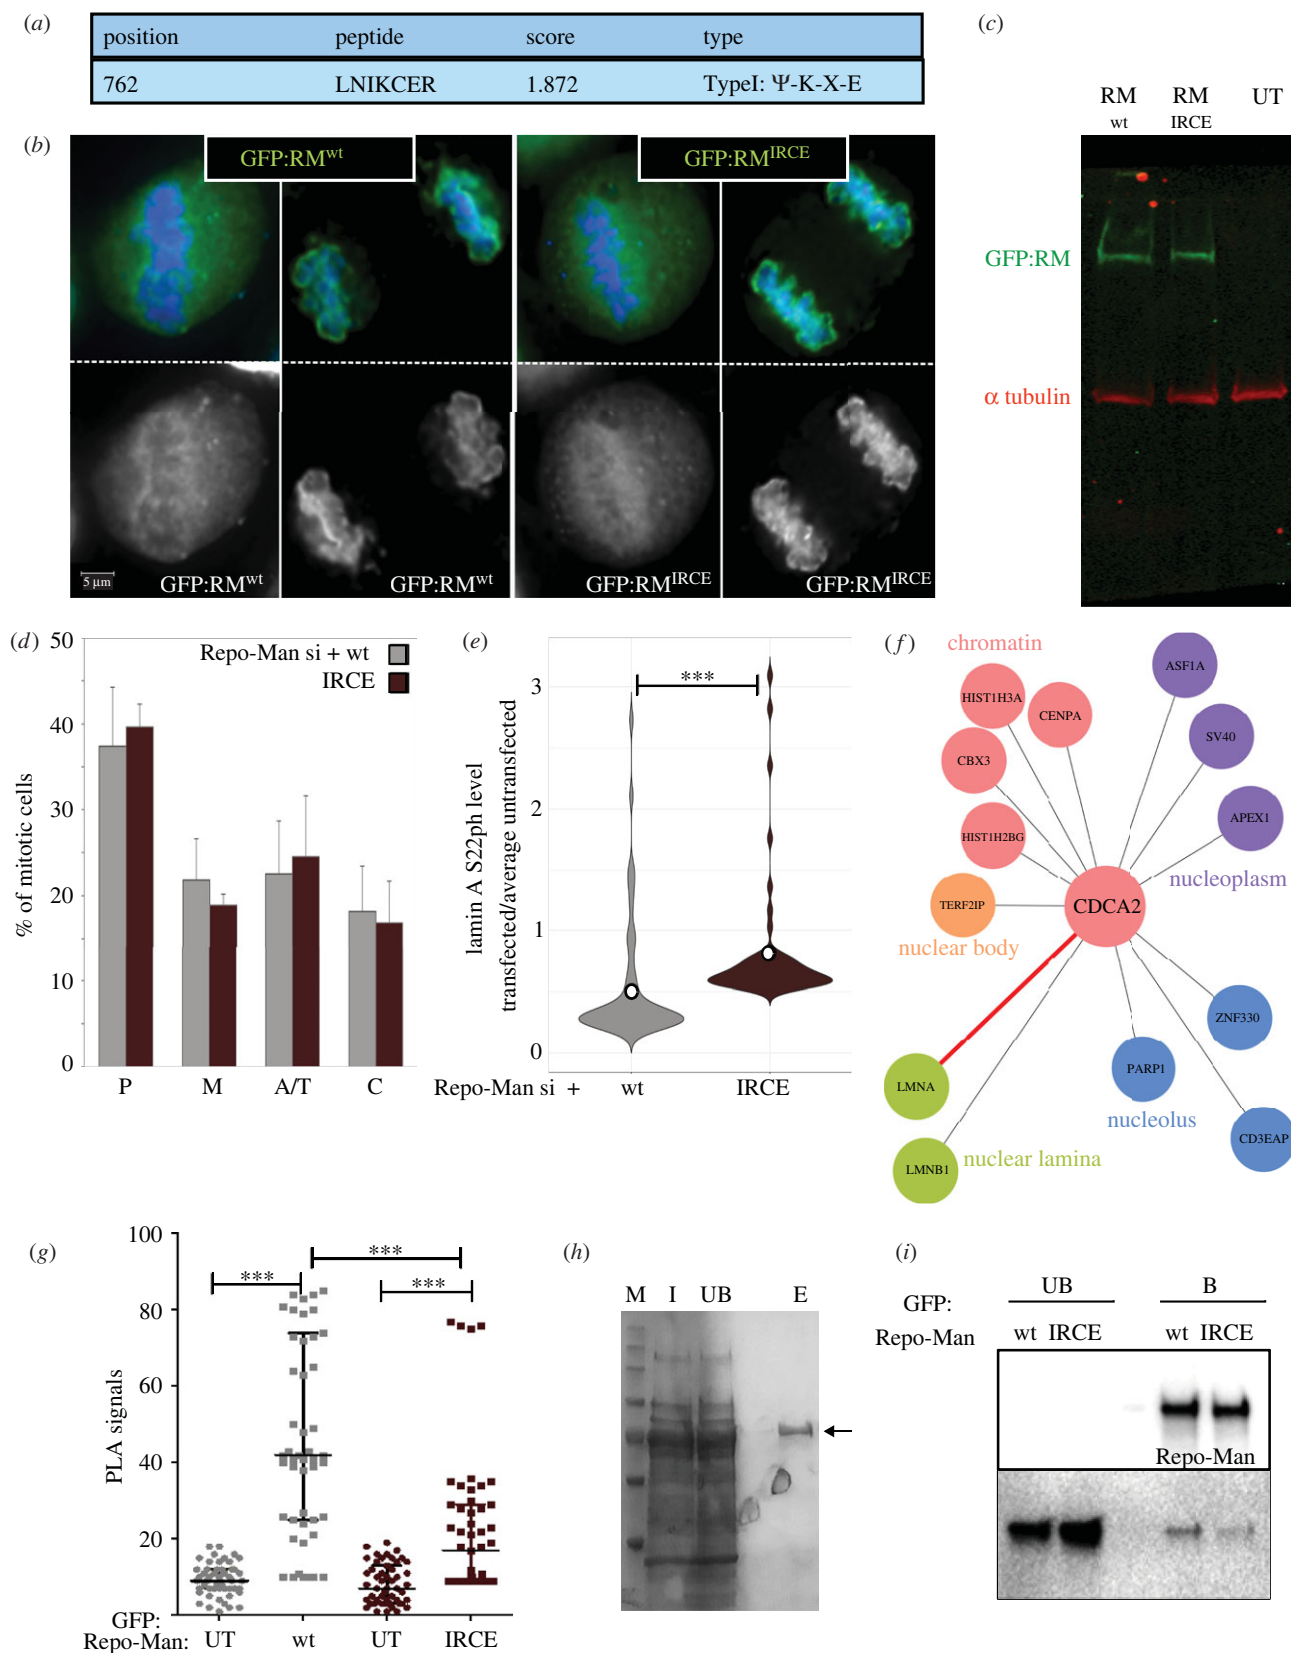 (a)
position peptide score type
762 LNIKCER 1.872 TypeI: Ψ-K-X-E
(b)
GFP:RMwt
GFP:RMIRCE
5 µm
GFP:RMwt
GFP:RMwt
GFP:RMIRCE
GFP:RMIRCE
(c)
RM RM UT
wt IRCE
GFP:RM
α tubulin
(d)
50
40
30
20
10
0
% of mitotic cells
Repo-Man si + wt
IRCE
P M A/T C
(e)
3
2
1
0
lamin A S22ph level
transfected/average untransfected
***
Repo-Man si + wt IRCE
(f)
chromatin
HIST1H3A
CENPA
CBX3
HIST1H2BG
ASF1A
SV40
APEX1
nucleoplasm
TERF2IP
nuclear body
CDCA2
LMNA
LMNB1
nuclear lamina
PARP1
nucleolus
ZNF330
CD3EAP
(g)
100
80
60
40
20
PLA signals
***
***
***
GFP:
Repo-Man: UT wt UT IRCE
(h)
M I UB E
(i)
UB B
GFP:
Repo-Man wt IRCE wt IRCE
Repo-Man